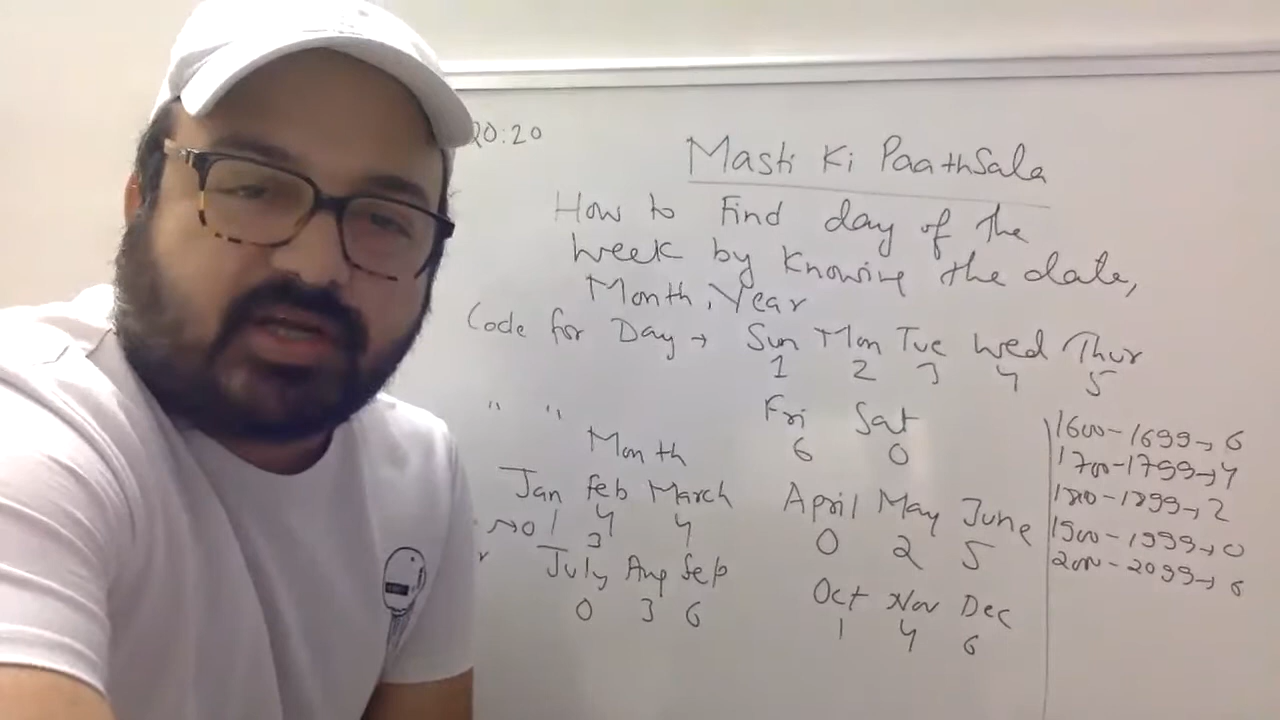 20:20
Masti Ki PaathSala
How to Find day of the
week by Knowing the date,
Month, Year
Code for Day → Sun Mon Tue Wed Thur
1 2 3 4 5
" " Fri Sat
Month 6 0
Jan Feb March April May June
→0 1 4 4 0 2 5
3
July Aug Sep Oct Nov Dec
0 3 6 1 4 6
1600-1699→ 6
1700-1799→4
1800-1899→2
1900-1999→0
2000-2099→6